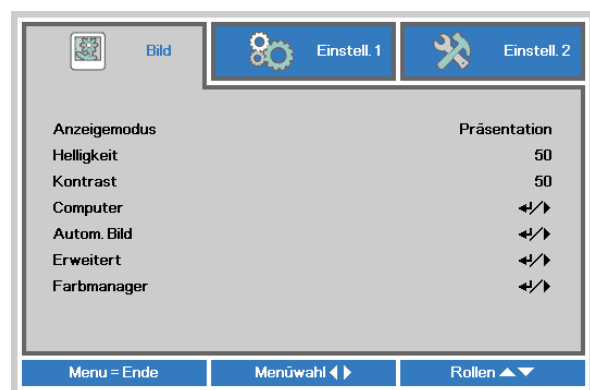 Bild
Einstell. 1
Einstell. 2
Anzeigemodus Präsentation
Helligkeit 50
Kontrast 50
Computer ↵/▶
Autom. Bild ↵/▶
Erweitert ↵/▶
Farbmanager ↵/▶
Menu = Ende
Menüwahl ◀ ▶
Rollen ▲▼